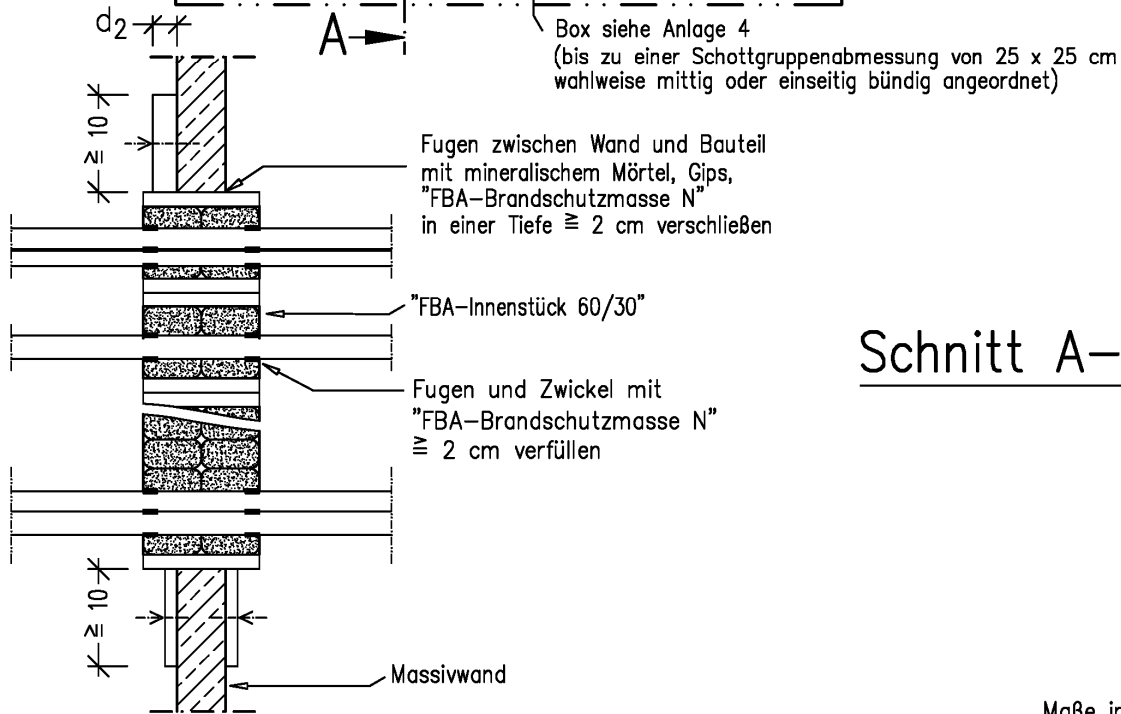 d2
A
Box siehe Anlage 4
(bis zu einer Schottgruppenabmessung von 25 x 25 cm
wahlweise mittig oder einseitig bündig angeordnet)
≧ 10
Fugen zwischen Wand und Bauteil
mit mineralischem Mörtel, Gips,
"FBA-Brandschutzmasse N"
in einer Tiefe ≧ 2 cm verschließen
"FBA-Innenstück 60/30"
Schnitt A-
Fugen und Zwickel mit
"FBA-Brandschutzmasse N"
≧ 2 cm verfüllen
≧ 10
Massivwand
Maße in